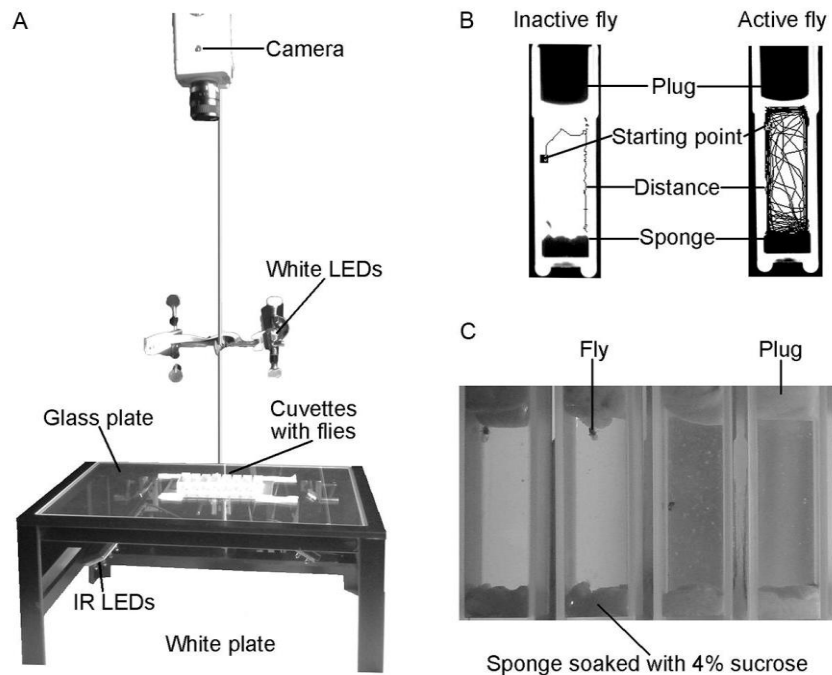 A
Camera
White LEDs
Cuvettes
with flies
Glass plate
IR LEDs
White plate
B
Inactive fly
Active fly
Plug
Starting point
Distance
Sponge
C
Fly
Plug
Sponge soaked with 4% sucrose